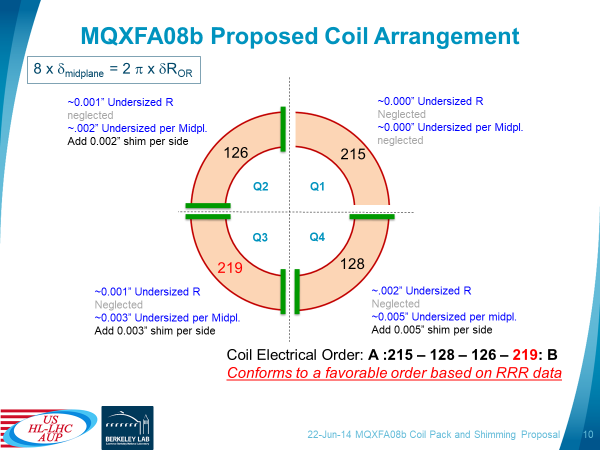 MQXFA08b Proposed Coil Arrangement
8 x δmidplane = 2 π x δROR
~0.001” Undersized R
neglected
~.002” Undersized per Midpl.
Add 0.002” shim per side
~0.000” Undersized R
Neglected
~0.000” Undersized per Midpl.
neglected
126
215
Q2
Q1
Q3
Q4
219
128
~0.001” Undersized R
Neglected
~0.003” Undersized per Midpl.
Add 0.003” shim per side
~.002” Undersized R
Neglected
~0.005” Undersized per midpl.
Add 0.005” shim per side
Coil Electrical Order: A :215 – 128 – 126 – 219: B
Conforms to a favorable order based on RRR data
US
HL-LHC
AUP
BERKELEY LAB
22-Jun-14 MQXFA08b Coil Pack and Shimming Proposal
10